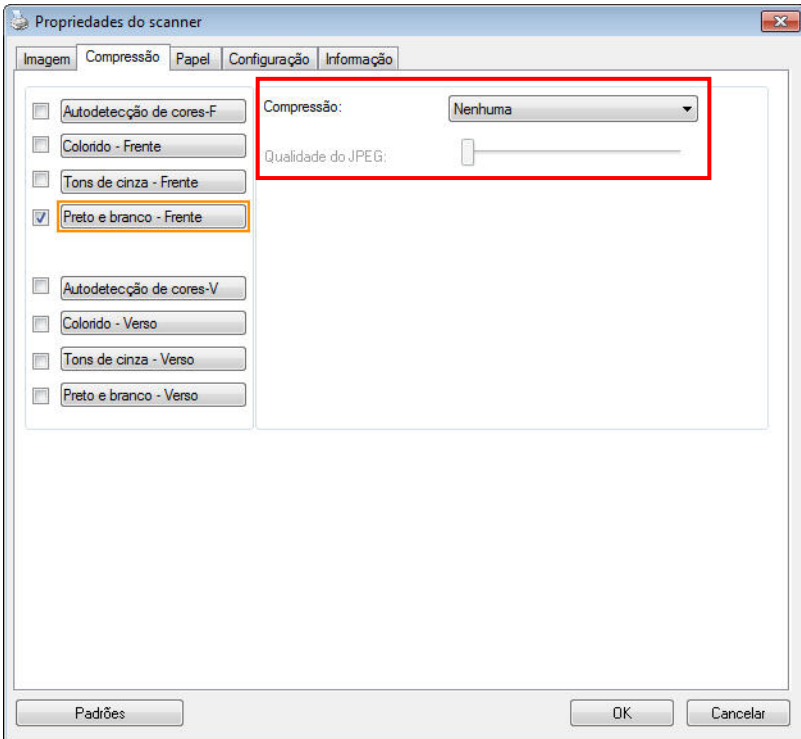 Propriedades do scanner
Imagem Compressão Papel Configuração Informação
Autodetecção de cores-F
Colorido - Frente
Tons de cinza - Frente
Preto e branco - Frente
Autodetecção de cores-V
Colorido - Verso
Tons de cinza - Verso
Preto e branco - Verso
Compressão: Nenhuma
Qualidade do JPEG:
Padrões OK Cancelar